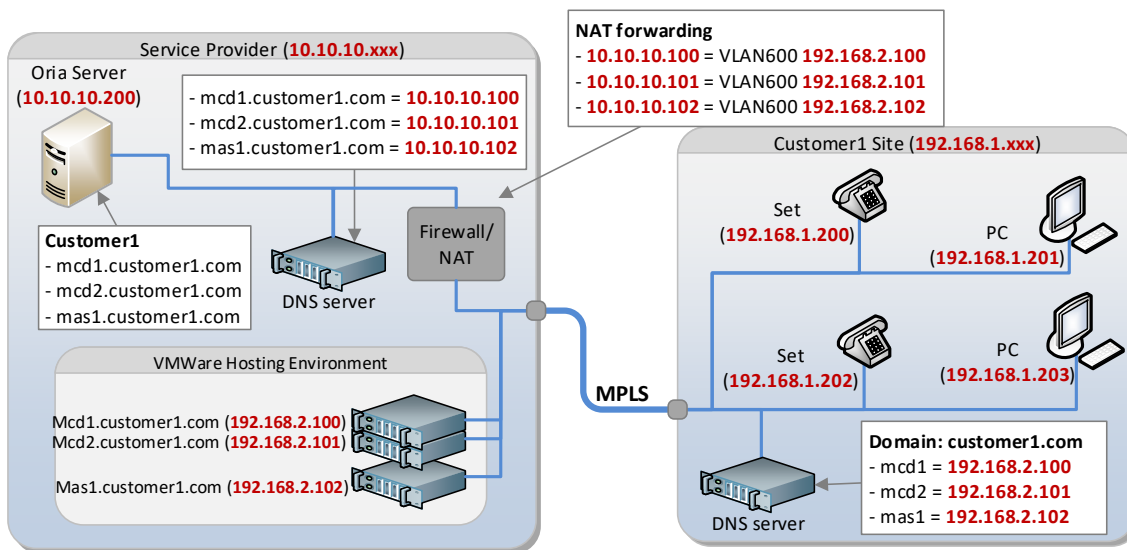 Service Provider (10.10.10.xxx)
Oria Server
(10.10.10.200)
- mcd1.customer1.com = 10.10.10.100
- mcd2.customer1.com = 10.10.10.101
- mas1.customer1.com = 10.10.10.102
NAT forwarding
- 10.10.10.100 = VLAN600 192.168.2.100
- 10.10.10.101 = VLAN600 192.168.2.101
- 10.10.10.102 = VLAN600 192.168.2.102
Customer1
- mcd1.customer1.com
- mcd2.customer1.com
- mas1.customer1.com
DNS server
Firewall/
NAT
VMWare Hosting Environment
Mcd1.customer1.com (192.168.2.100)
Mcd2.customer1.com (192.168.2.101)
Mas1.customer1.com (192.168.2.102)
MPLS
Customer1 Site (192.168.1.xxx)
Set
(192.168.1.200)
PC
(192.168.1.201)
Set
(192.168.1.202)
PC
(192.168.1.203)
DNS server
Domain: customer1.com
- mcd1 = 192.168.2.100
- mcd2 = 192.168.2.101
- mas1 = 192.168.2.102